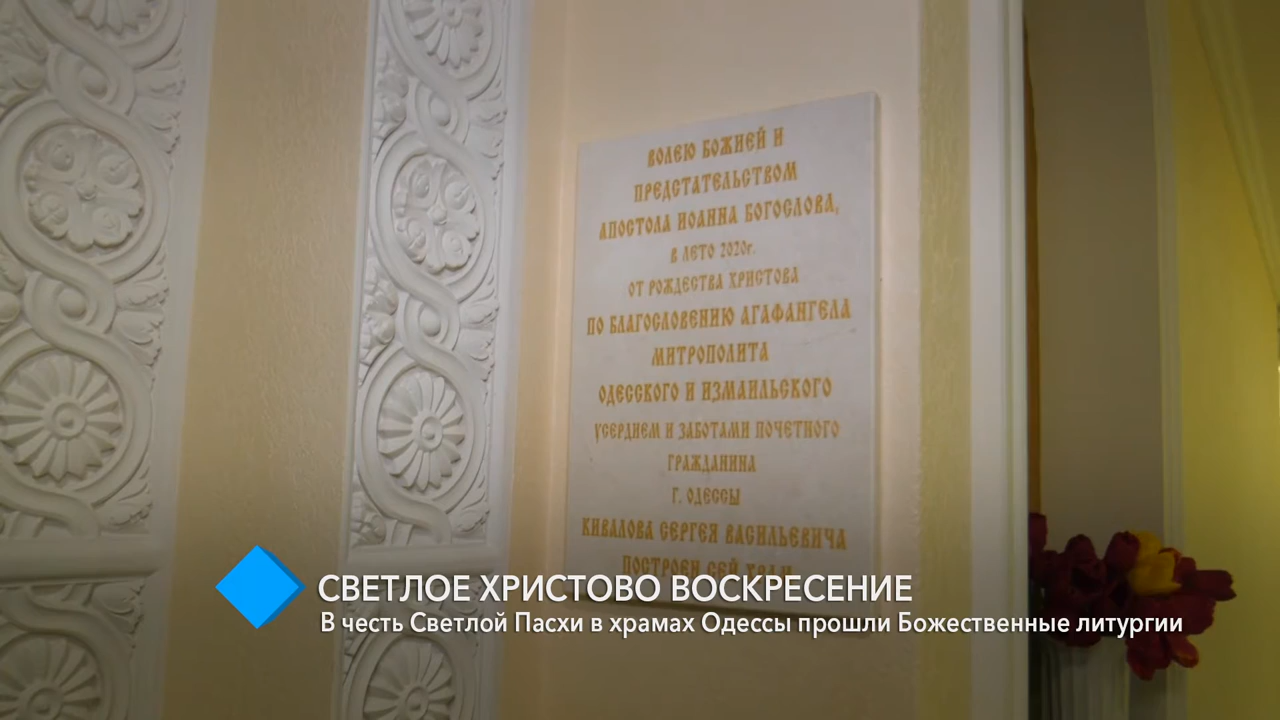 ВОЛЕЮ БОЖИЕЙ И
ПРЕДСТАТЕЛЬСТВОМ
АПОСТОЛА ИОАННА БОГОСЛОВА,
В ЛЕТО 2020г.
ОТ РОЖДЕСТВА ХРИСТОВА
ПО БЛАГОСЛОВЕНИЮ АГАФАНГЕЛА
МИТРОПОЛИТА
ОДЕССКОГО И ИЗМАИЛЬСКОГО
УСЕРДИЕМ И ЗАБОТАМИ ПОЧЕТНОГО
ГРАЖДАНИНА
Г. ОДЕССЫ
КИВАЛОВА СЕРГЕЯ ВАСИЛЬЕВИЧА
ПОСТРОЕН СЕЙ ХРАМ
СВЕТЛОЕ ХРИСТОВО ВОСКРЕСЕНИЕ
В честь Светлой Пасхи в храмах Одессы прошли Божественные литургии